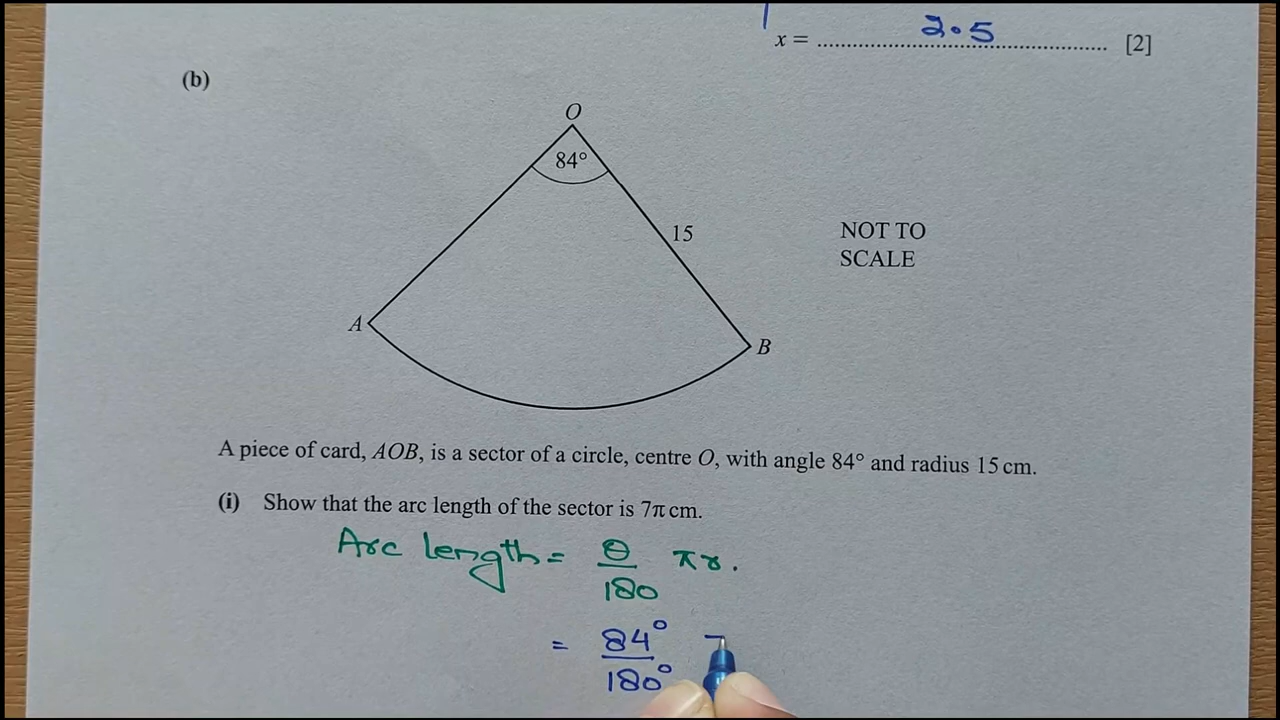 x = 2.5 [2]
(b)
O
84°
15
NOT TO
SCALE
A
B
A piece of card, AOB, is a sector of a circle, centre O, with angle 84° and radius 15 cm.
(i) Show that the arc length of the sector is 7π cm.
Arc length = θ/180 πr.
= 84°/180°